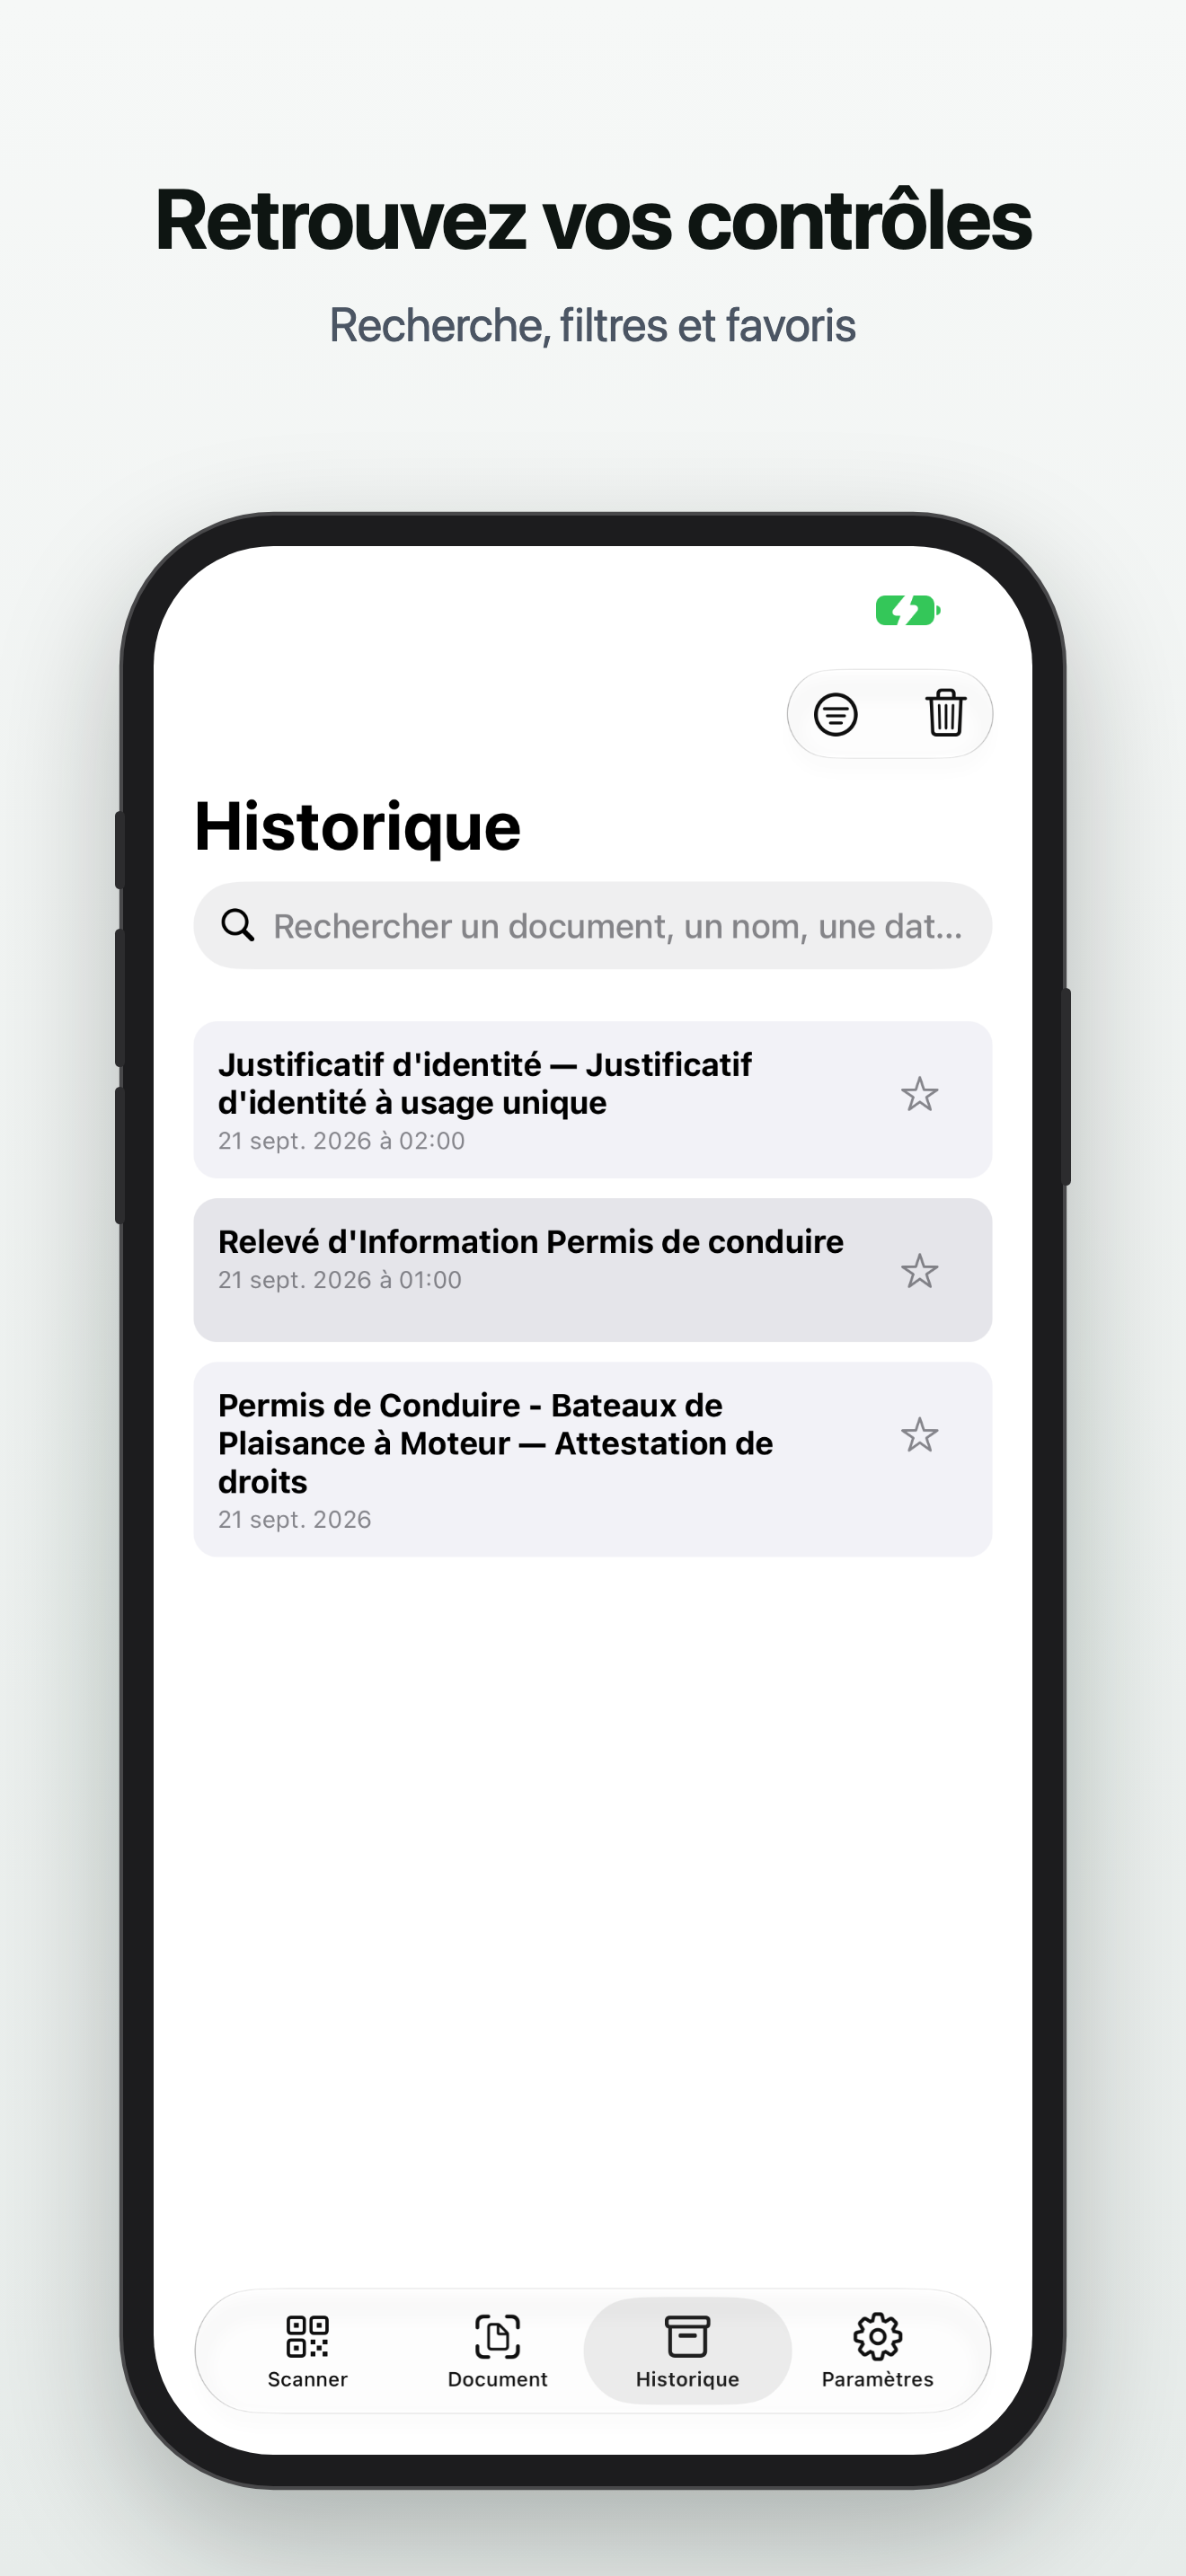 Retrouvez vos contrôles
Recherche, filtres et favoris
Historique
Rechercher un document, un nom, une dat...
Justificatif d'identité — Justificatif
d'identité à usage unique
21 sept. 2026 à 02:00
Relevé d'Information Permis de conduire
21 sept. 2026 à 01:00
Permis de Conduire - Bateaux de
Plaisance à Moteur — Attestation de
droits
21 sept. 2026
Scanner
Document
Historique
Paramètres